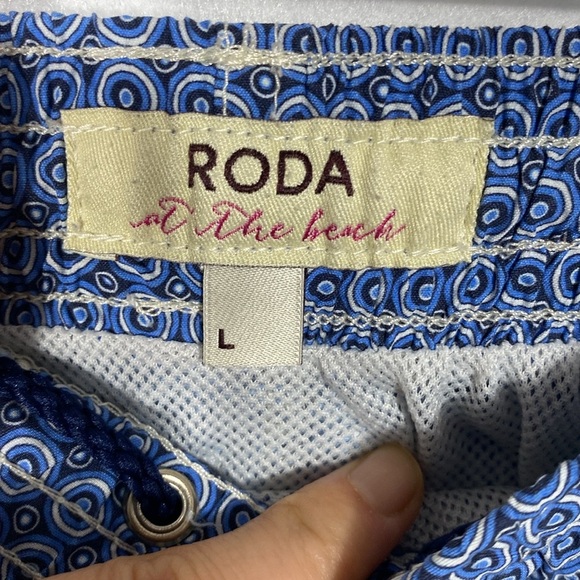 RODA
at the beach
L